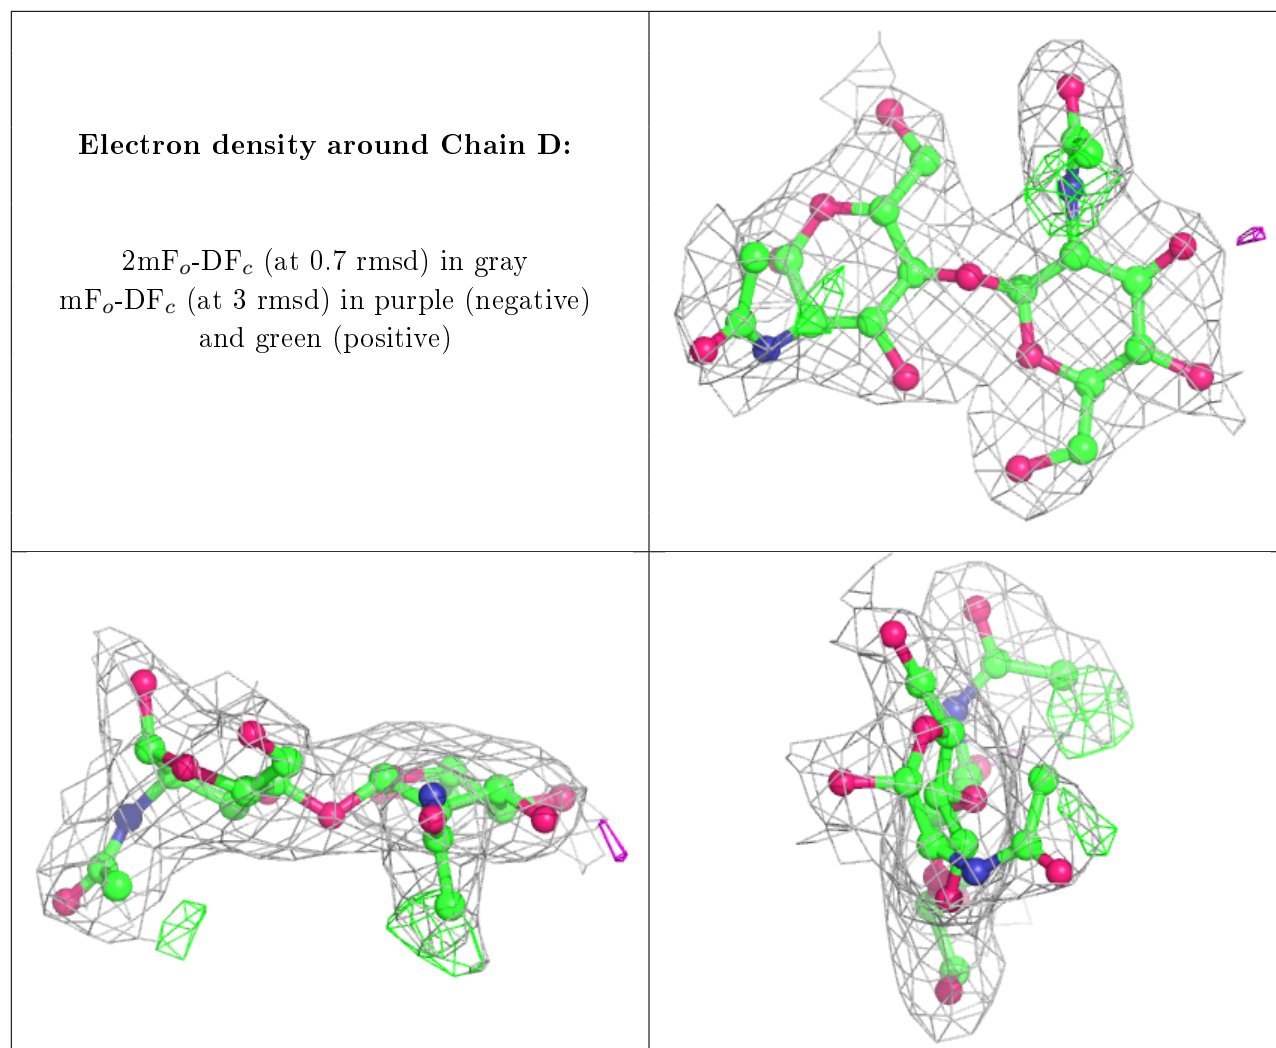 Electron density around Chain D:
2mFₒ-DF𝒸 (at 0.7 rmsd) in gray
mFₒ-DF𝒸 (at 3 rmsd) in purple (negative)
and green (positive)